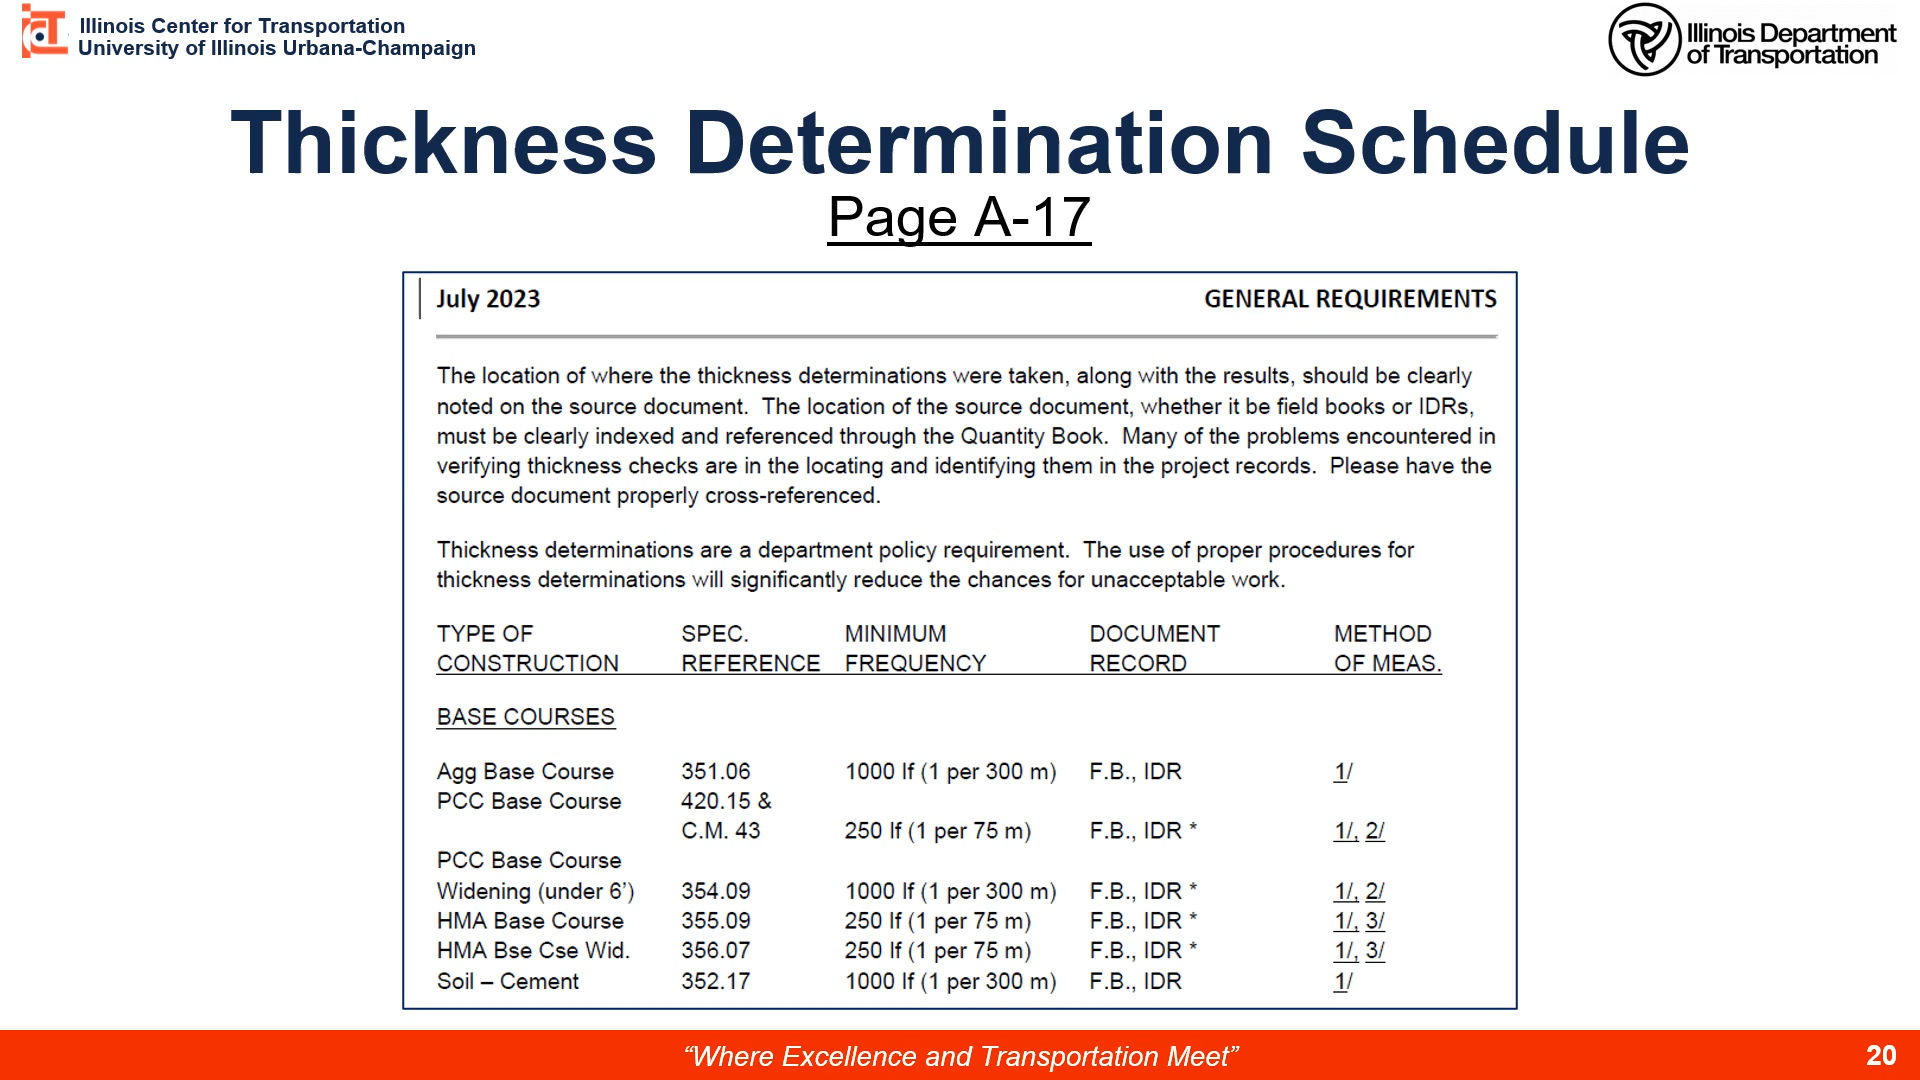 Illinois Center for Transportation
University of Illinois Urbana-Champaign
Illinois Department
of Transportation
Thickness Determination Schedule
Page A-17
July 2023 GENERAL REQUIREMENTS
The location of where the thickness determinations were taken, along with the results, should be clearly
noted on the source document.  The location of the source document, whether it be field books or IDRs,
must be clearly indexed and referenced through the Quantity Book.  Many of the problems encountered in
verifying thickness checks are in the locating and identifying them in the project records.  Please have the
source document properly cross-referenced.
Thickness determinations are a department policy requirement.  The use of proper procedures for
thickness determinations will significantly reduce the chances for unacceptable work.
TYPE OF SPEC. MINIMUM DOCUMENT METHOD
CONSTRUCTION REFERENCE FREQUENCY RECORD OF MEAS.
BASE COURSES
Agg Base Course 351.06 1000 lf (1 per 300 m) F.B., IDR 1/
PCC Base Course 420.15 &
C.M. 43 250 lf (1 per 75 m) F.B., IDR * 1/, 2/
PCC Base Course
Widening (under 6’) 354.09 1000 lf (1 per 300 m) F.B., IDR * 1/, 2/
HMA Base Course 355.09 250 lf (1 per 75 m) F.B., IDR * 1/, 3/
HMA Bse Cse Wid. 356.07 250 lf (1 per 75 m) F.B., IDR * 1/, 3/
Soil – Cement 352.17 1000 lf (1 per 300 m) F.B., IDR 1/
“Where Excellence and Transportation Meet” 20